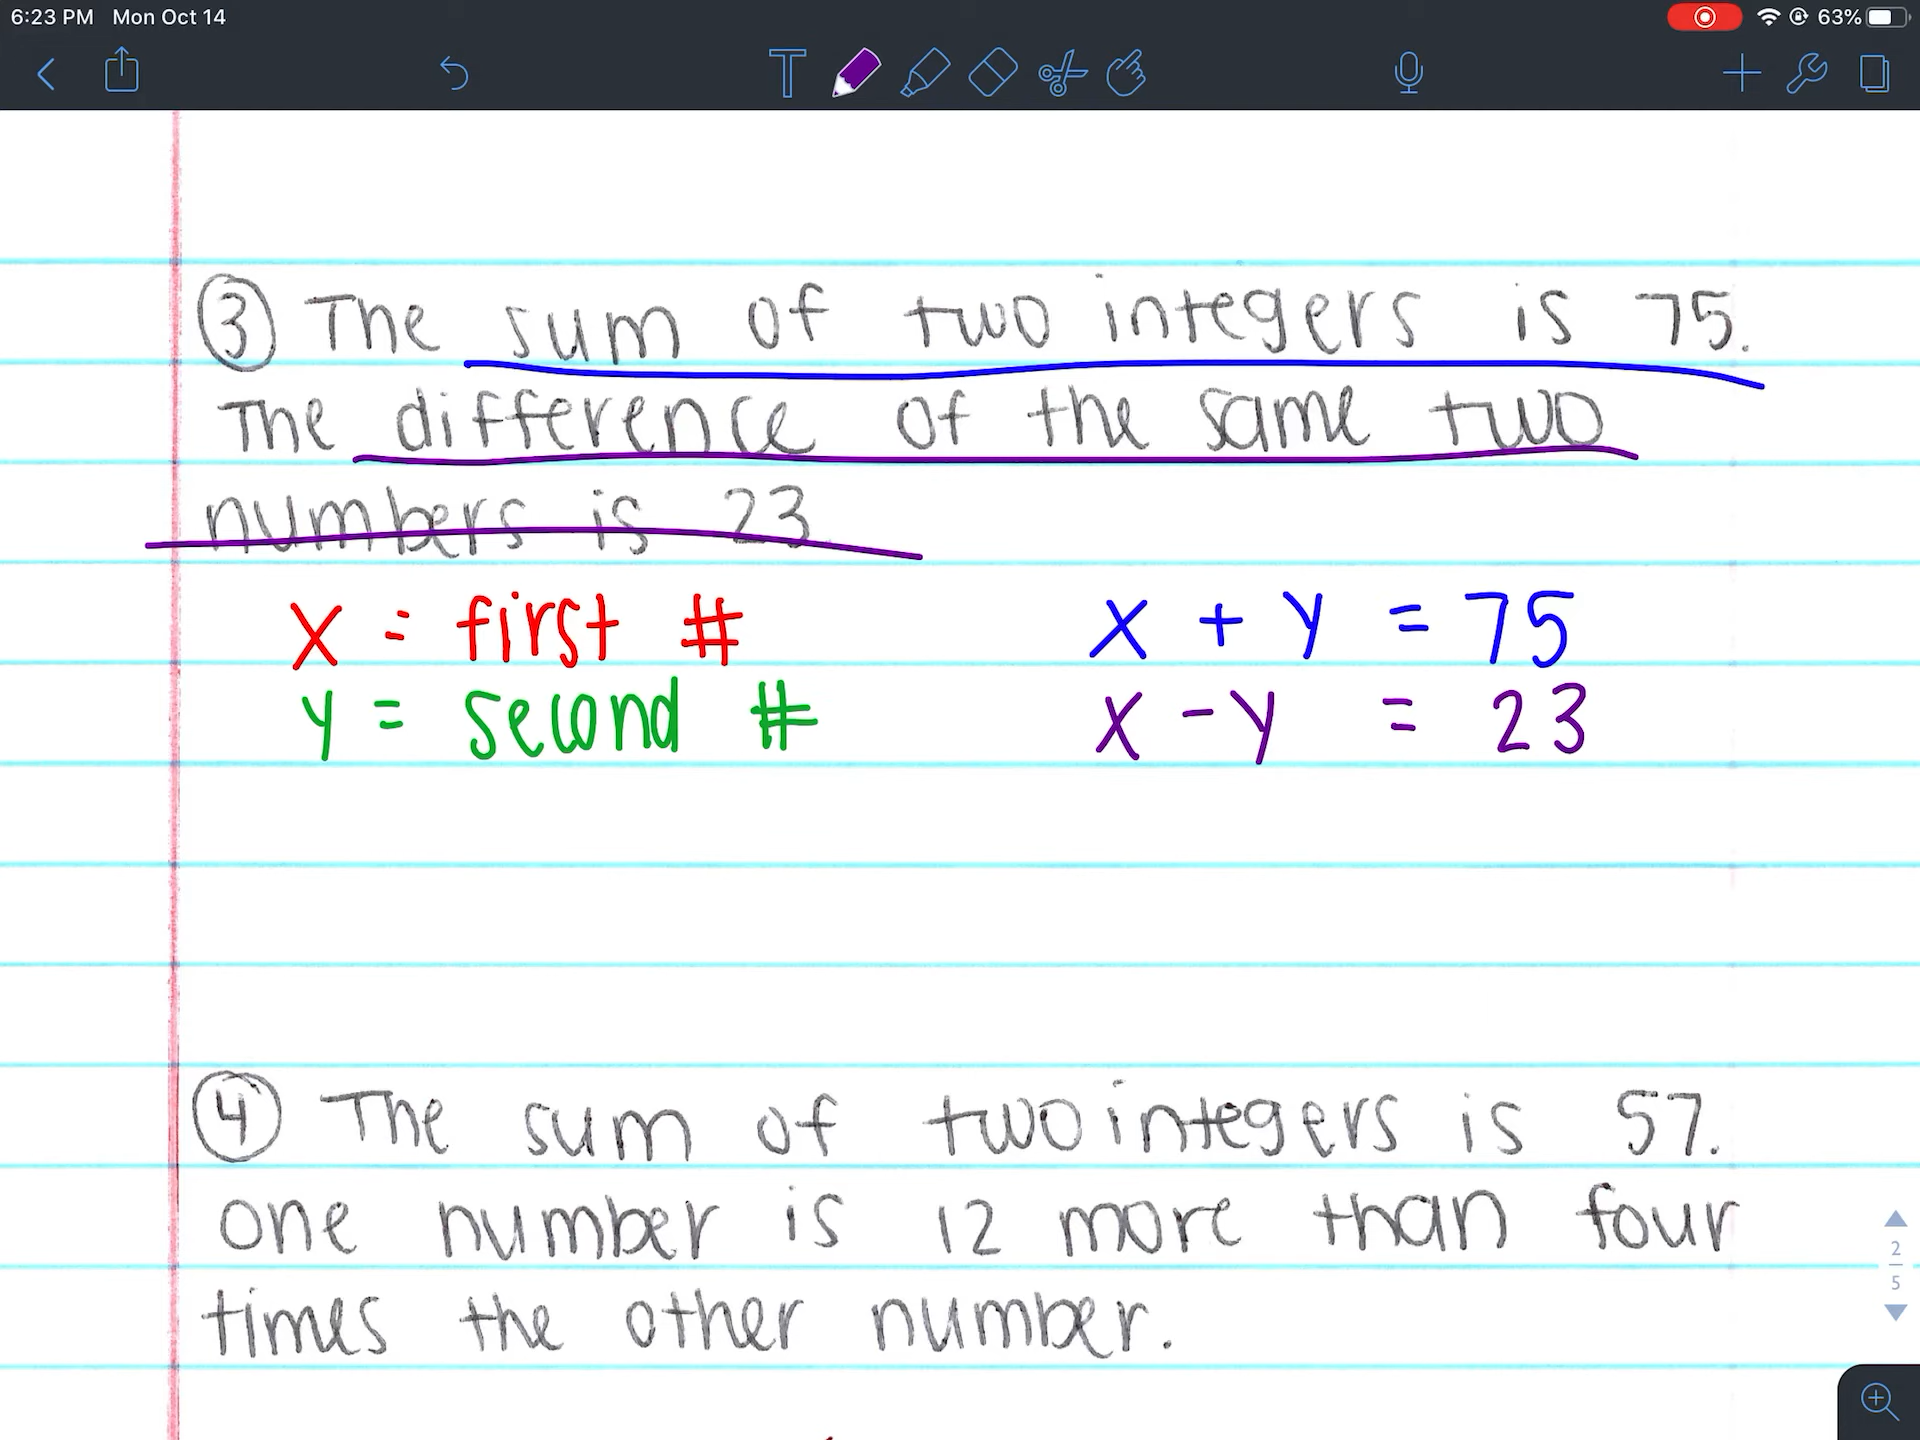 6:23 PM Mon Oct 14
63%
T
③ The sum of two integers is 75.
The difference of the same two
numbers is 23.
x = first #
y = second #
x + y = 75
x - y = 23
④ The sum of two integers is 57.
one number is 12 more than four
times the other number.
2
5